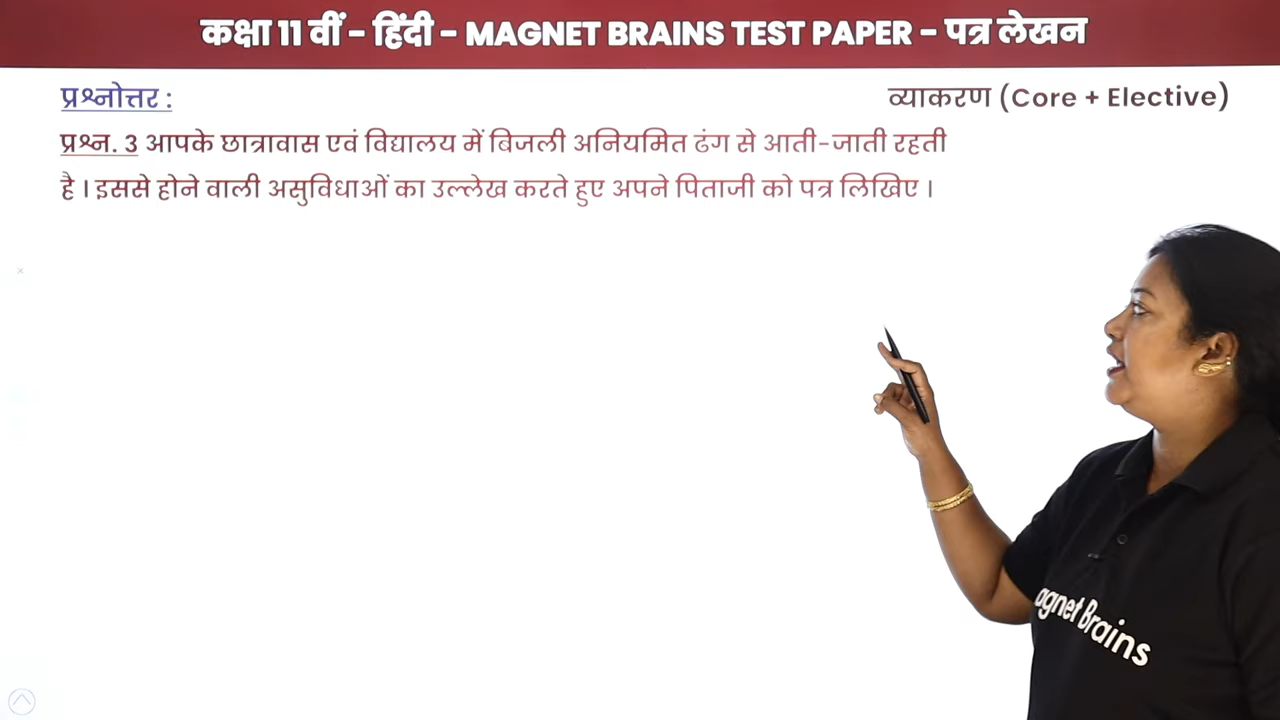 कक्षा 11 वीं - हिंदी - MAGNET BRAINS TEST PAPER - पत्र लेखन
प्रश्नोत्तर :
व्याकरण (Core + Elective)
प्रश्न. 3 आपके छात्रावास एवं विद्यालय में बिजली अनियमित ढंग से आती-जाती रहती
है । इससे होने वाली असुविधाओं का उल्लेख करते हुए अपने पिताजी को पत्र लिखिए ।
agnet Brains